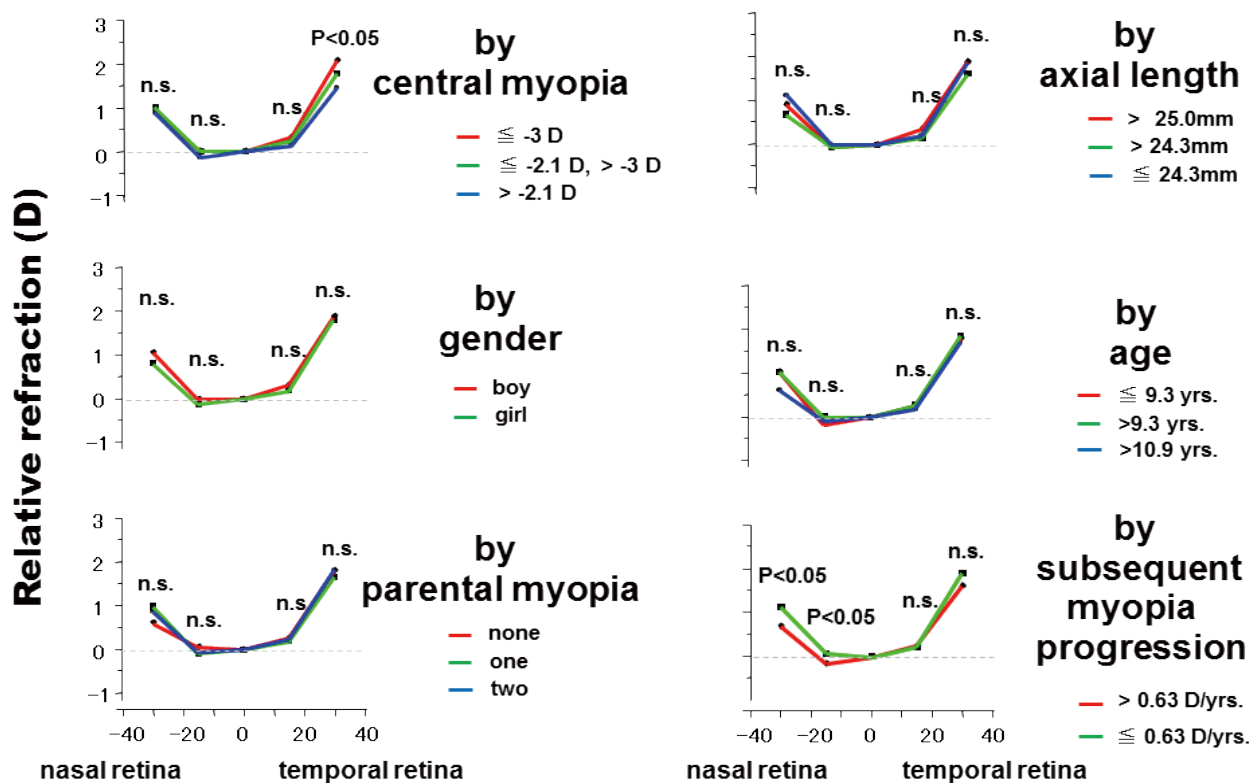 Relative refraction (D)
3
2
1
0
−1
n.s.
n.s.
n.s.
P<0.05
by
central myopia
≦ -3 D
≦ -2.1 D, > -3 D
> -2.1 D
n.s.
n.s.
n.s.
n.s.
by
axial length
> 25.0mm
> 24.3mm
≦ 24.3mm
3
2
1
0
−1
n.s.
n.s.
n.s.
n.s.
by
gender
boy
girl
n.s.
n.s.
n.s.
n.s.
by
age
≦ 9.3 yrs.
>9.3 yrs.
>10.9 yrs.
3
2
1
0
−1
n.s.
n.s.
n.s.
n.s.
by
parental myopia
none
one
two
−40 −20 0 20 40
nasal retina temporal retina
P<0.05
P<0.05
n.s.
n.s.
by
subsequent
myopia
progression
> 0.63 D/yrs.
≦ 0.63 D/yrs.
−40 −20 0 20 40
nasal retina temporal retina